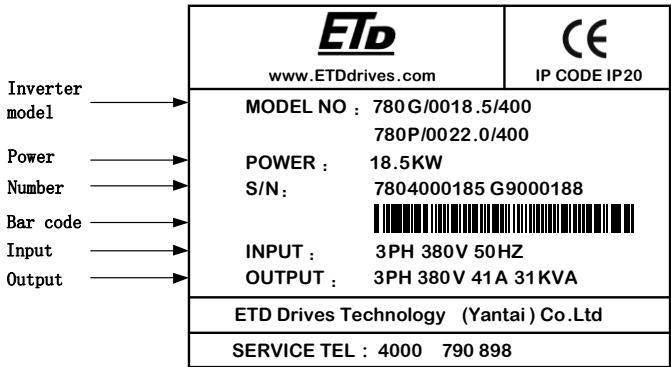 ETD
CE
www.ETDdrives.com
IP CODE IP20
Inverter model
MODEL NO : 780G/0018.5/400
780P/0022.0/400
Power
POWER : 18.5KW
Number
S/N: 7804000185 G9000188
Bar code
Input
INPUT : 3PH 380V 50HZ
Output
OUTPUT : 3PH 380V 41A 31KVA
ETD Drives Technology (Yantai) Co.Ltd
SERVICE TEL : 4000 790 898